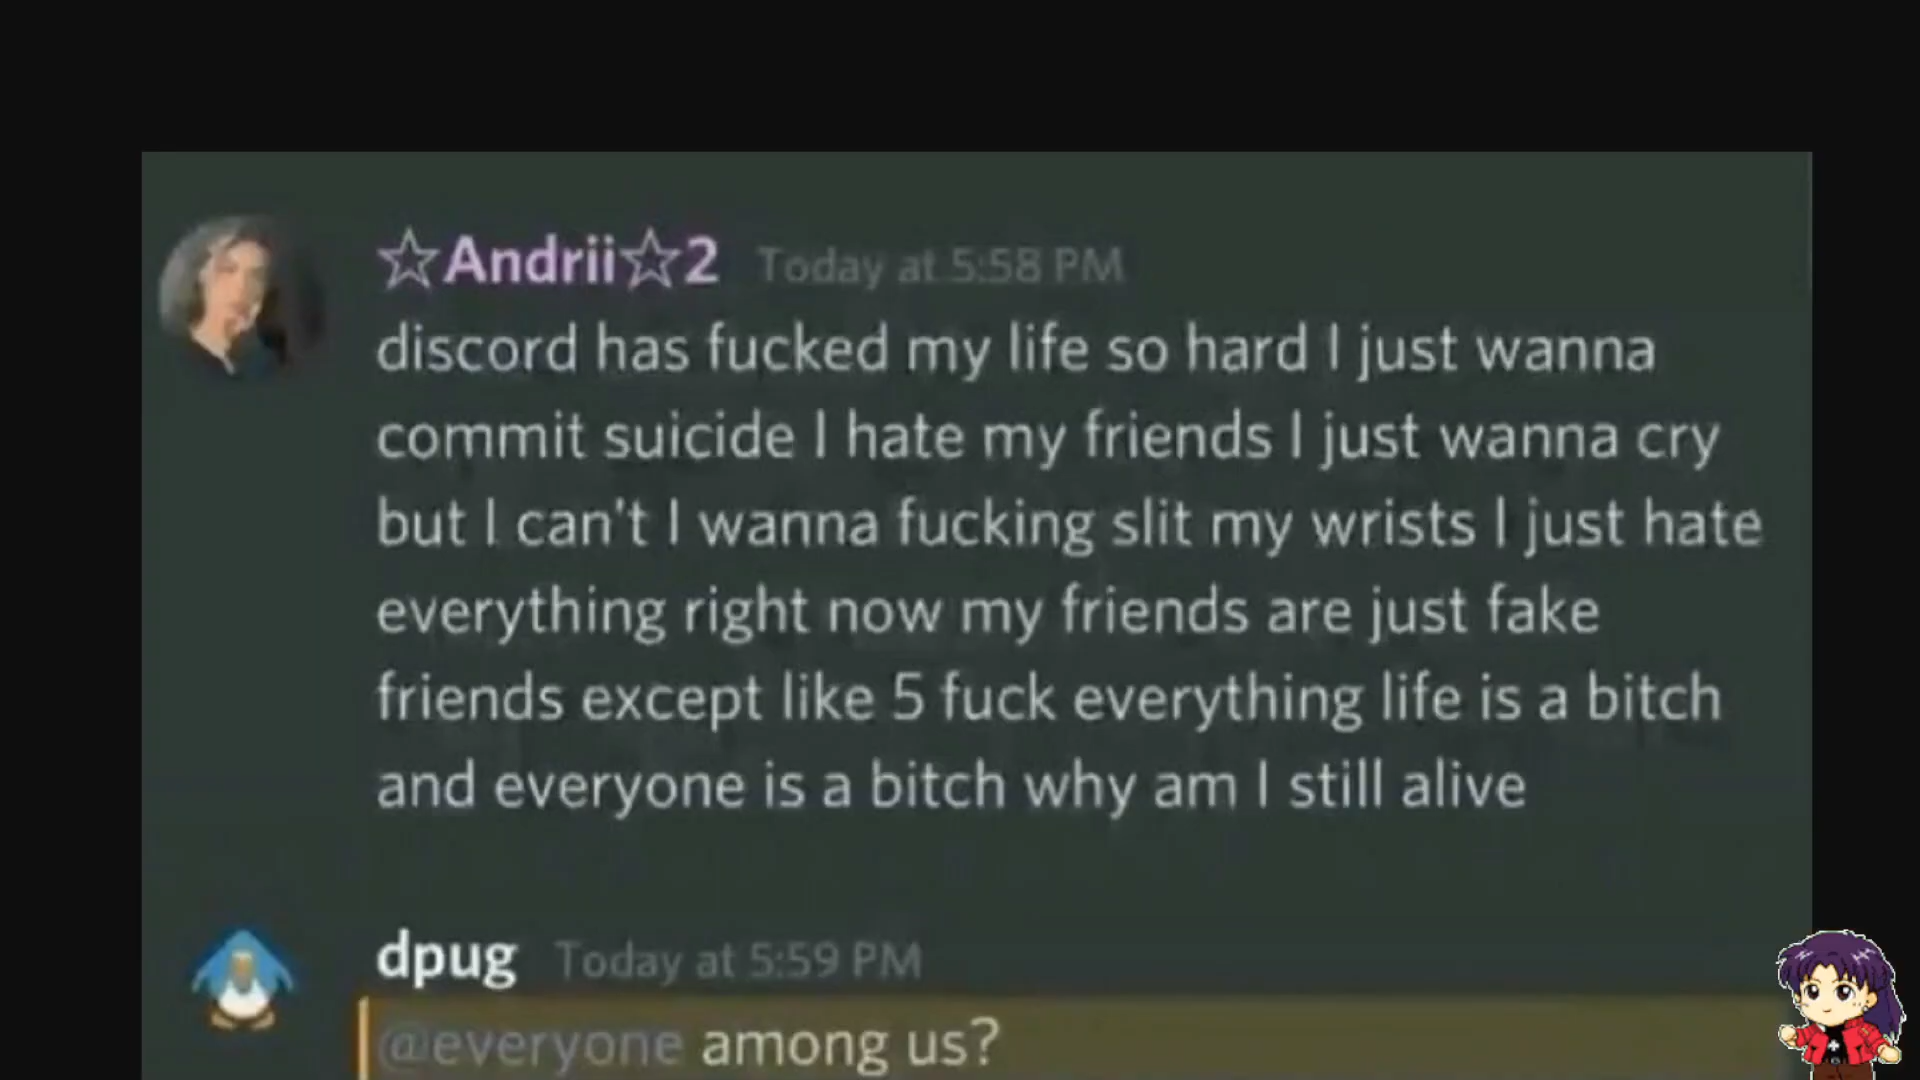 ☆Andrii☆2 Today at 5:58 PM
discord has fucked my life so hard I just wanna
commit suicide I hate my friends I just wanna cry
but I can't I wanna fucking slit my wrists I just hate
everything right now my friends are just fake
friends except like 5 fuck everything life is a bitch
and everyone is a bitch why am I still alive
dpug Today at 5:59 PM
@everyone among us?